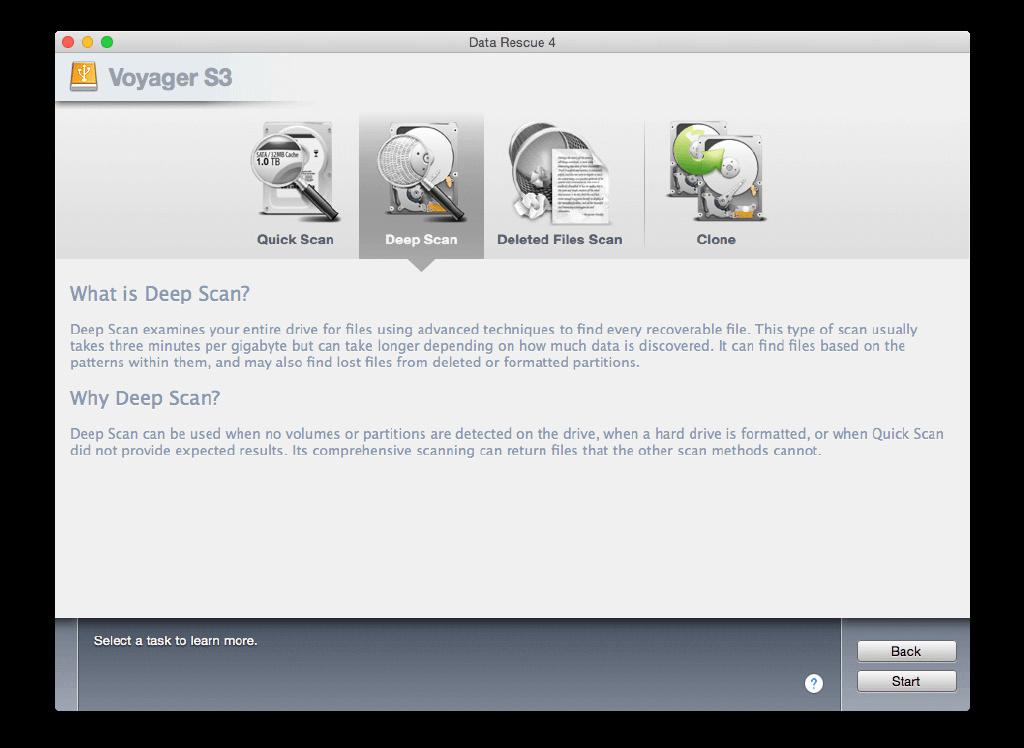 Data Rescue 4
Voyager S3
SATA / 32MB Cache
1.0 TB
Quick Scan
Deep Scan
Deleted Files Scan
Clone
What is Deep Scan?
Deep Scan examines your entire drive for files using advanced techniques to find every recoverable file. This type of scan usually
takes three minutes per gigabyte but can take longer depending on how much data is discovered. It can find files based on the
patterns within them, and may also find lost files from deleted or formatted partitions.
Why Deep Scan?
Deep Scan can be used when no volumes or partitions are detected on the drive, when a hard drive is formatted, or when Quick Scan
did not provide expected results. Its comprehensive scanning can return files that the other scan methods cannot.
Select a task to learn more.
?
Back
Start